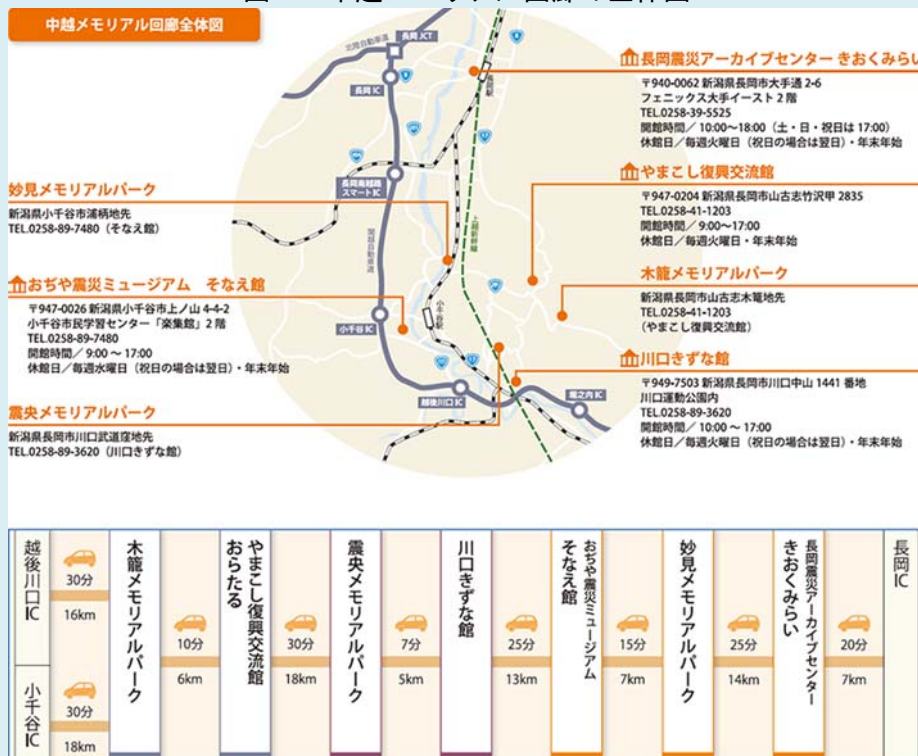 中越メモリアル回廊全体図
北陸自動車道
長岡JCT
長岡IC
長岡駅
長岡南越路
スマートIC
関越自動車道
上越新幹線
小千谷駅
小千谷IC
越後川口IC
堀之内IC
長岡震災アーカイブセンター きおくみらい
〒940-0062 新潟県長岡市大手通 2-6
フェニックス大手イースト 2 階
TEL.0258-39-5525
開館時間／10:00〜18:00（土・日・祝日は 17:00）
休館日／毎週火曜日（祝日の場合は翌日）・年末年始
やまこし復興交流館
〒947-0204 新潟県長岡市山古志竹沢甲 2835
TEL.0258-41-1203
開館時間／ 9:00〜17:00
休館日／毎週火曜日・年末年始
木籠メモリアルパーク
新潟県長岡市山古志木籠地先
TEL.0258-41-1203
（やまこし復興交流館）
川口きずな館
〒949-7503 新潟県長岡市川口中山 1441 番地
川口運動公園内
TEL.0258-89-3620
開館時間／ 10:00 〜 17:00
休館日／毎週火曜日（祝日の場合は翌日）・年末年始
妙見メモリアルパーク
新潟県小千谷市浦柄地先
TEL.0258-89-7480（そなえ館）
おぢや震災ミュージアム そなえ館
〒947-0026 新潟県小千谷市上ノ山 4-4-2
小千谷市民学習センター「楽集館」2 階
TEL.0258-89-7480
開館時間／ 9:00 〜 17:00
休館日／毎週水曜日（祝日の場合は翌日）・年末年始
震央メモリアルパーク
新潟県長岡市川口武道窪地先
TEL.0258-89-3620（川口きずな館）
越後川口IC
30分
16km
小千谷IC
30分
18km
木籠メモリアルパーク
10分
6km
やまこし復興交流館
おらたる
30分
18km
震央メモリアルパーク
7分
5km
川口きずな館
25分
13km
おぢや震災ミュージアム
そなえ館
15分
7km
妙見メモリアルパーク
25分
14km
長岡震災アーカイブセンター
きおくみらい
20分
7km
長岡IC